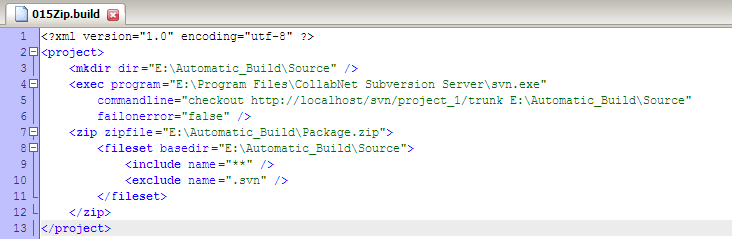 015Zip.build
1 <?xml version="1.0" encoding="utf-8" ?>
2 <project>
3 <mkdir dir="E:\Automatic_Build\Source" />
4 <exec program="E:\Program Files\CollabNet Subversion Server\svn.exe"
5 commandline="checkout http://localhost/svn/project_1/trunk E:\Automatic_Build\Source"
6 failonerror="false" />
7 <zip zipfile="E:\Automatic_Build\Package.zip">
8 <fileset basedir="E:\Automatic_Build\Source">
9 <include name="**" />
10 <exclude name=".svn" />
11 </fileset>
12 </zip>
13 </project>